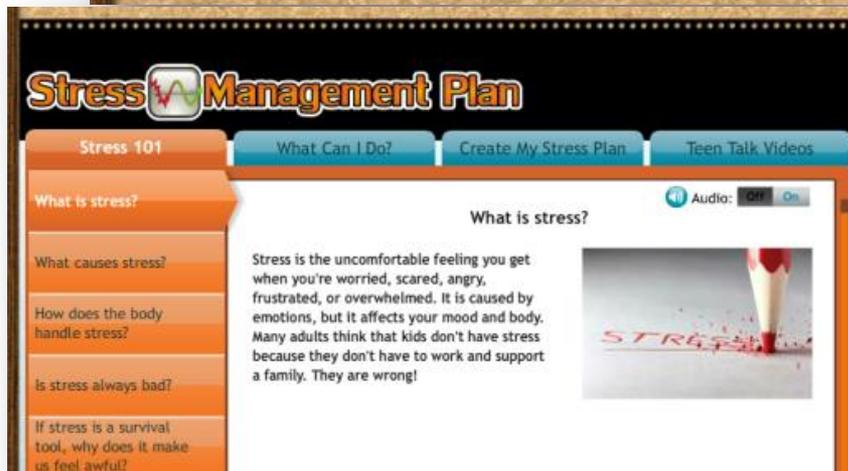 Stress Management Plan
Stress 101
What Can I Do?
Create My Stress Plan
Teen Talk Videos
What is stress?
What causes stress?
How does the body
handle stress?
Is stress always bad?
If stress is a survival
tool, why does it make
us feel awful?
Audio: Off On
What is stress?
Stress is the uncomfortable feeling you get
when you're worried, scared, angry,
frustrated, or overwhelmed. It is caused by
emotions, but it affects your mood and body.
Many adults think that kids don't have stress
because they don't have to work and support
a family. They are wrong!
STRESS